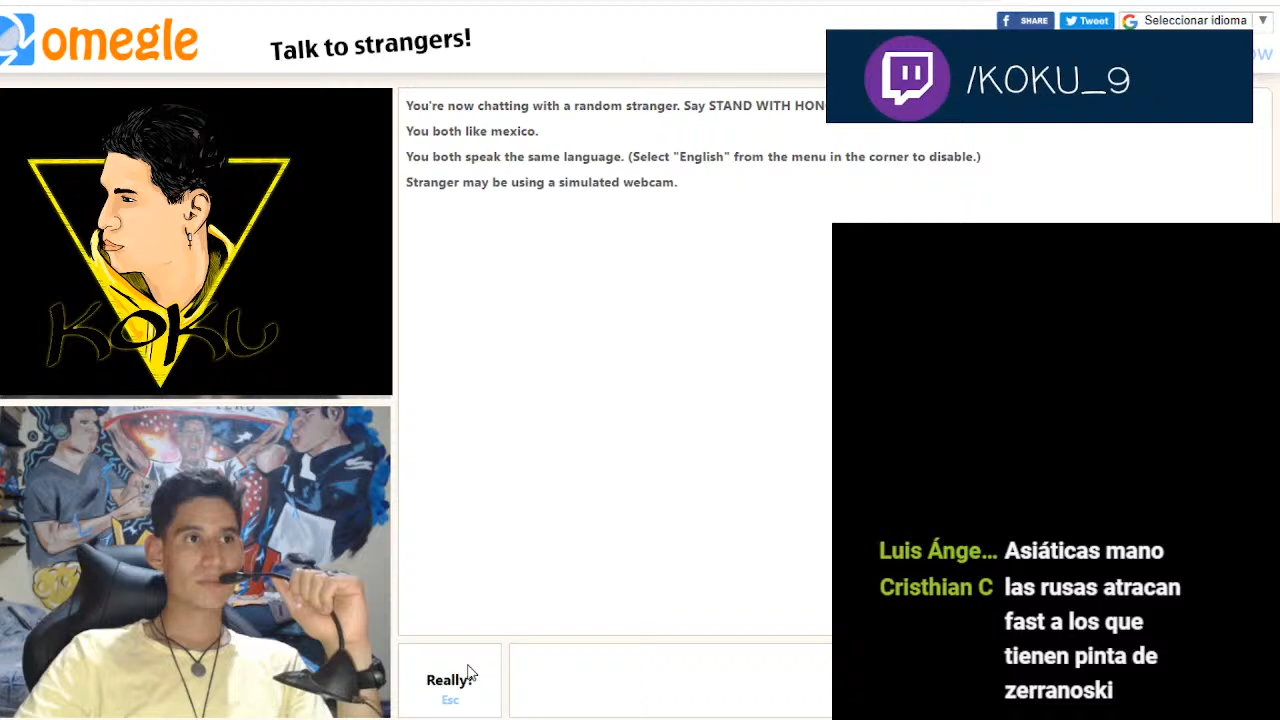 omegle
Talk to strangers!
SHARE
Tweet
Seleccionar idioma
/KOKU_9
You're now chatting with a random stranger. Say STAND WITH
You both like mexico.
You both speak the same language. (Select "English" from the menu in the corner to disable.)
Stranger may be using a simulated webcam.
KOKU
Luis Ánge... Asiáticas mano
Cristhian C las rusas atracan
fast a los que
tienen pinta de
zerranoski
Really?
Esc